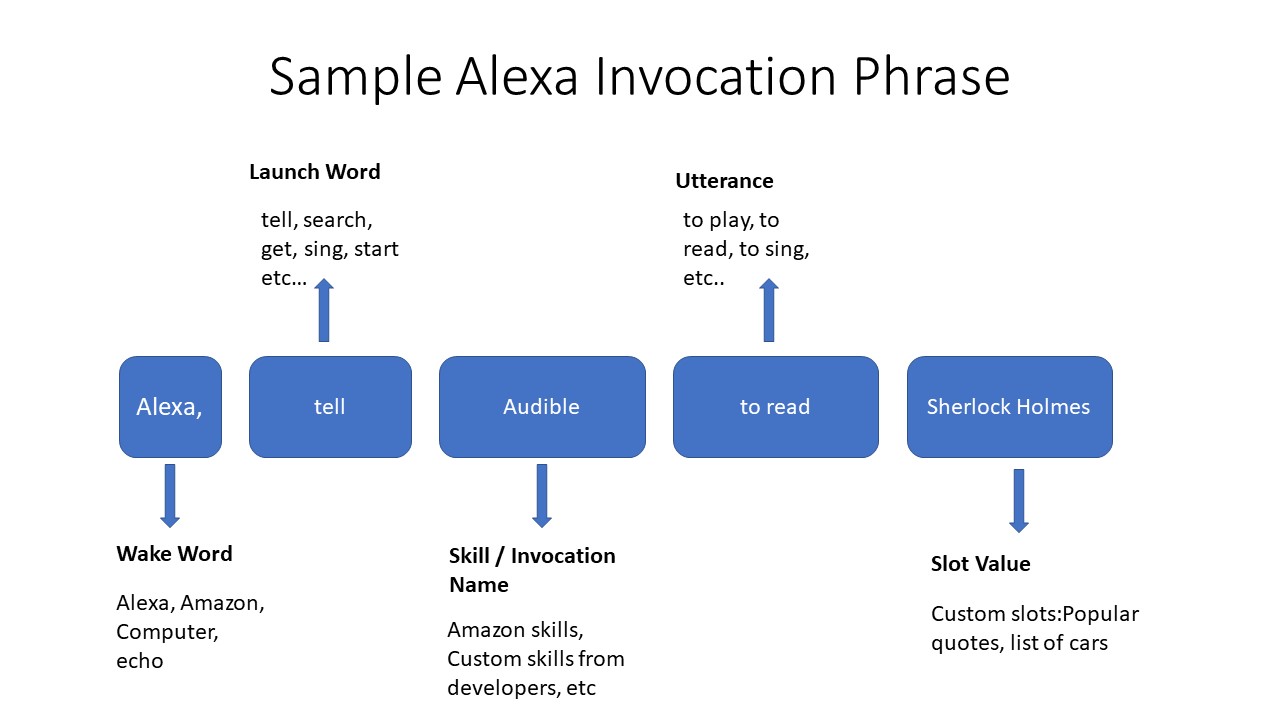 Sample Alexa Invocation Phrase
Launch Word
tell, search,
get, sing, start
etc...
Utterance
to play, to
read, to sing,
etc..
Alexa,
tell
Audible
to read
Sherlock Holmes
Wake Word
Alexa, Amazon,
Computer,
echo
Skill / Invocation
Name
Amazon skills,
Custom skills from
developers, etc
Slot Value
Custom slots:Popular
quotes, list of cars